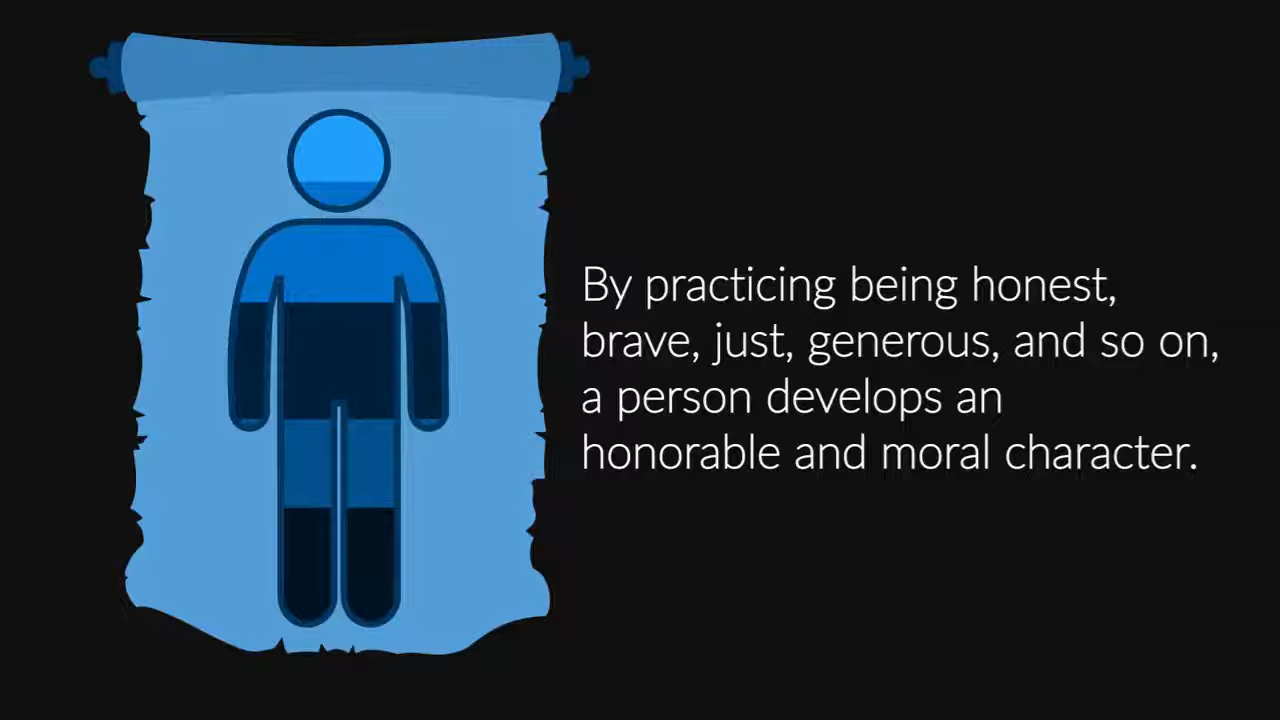 By practicing being honest,
brave, just, generous, and so on,
a person develops an
honorable and moral character.